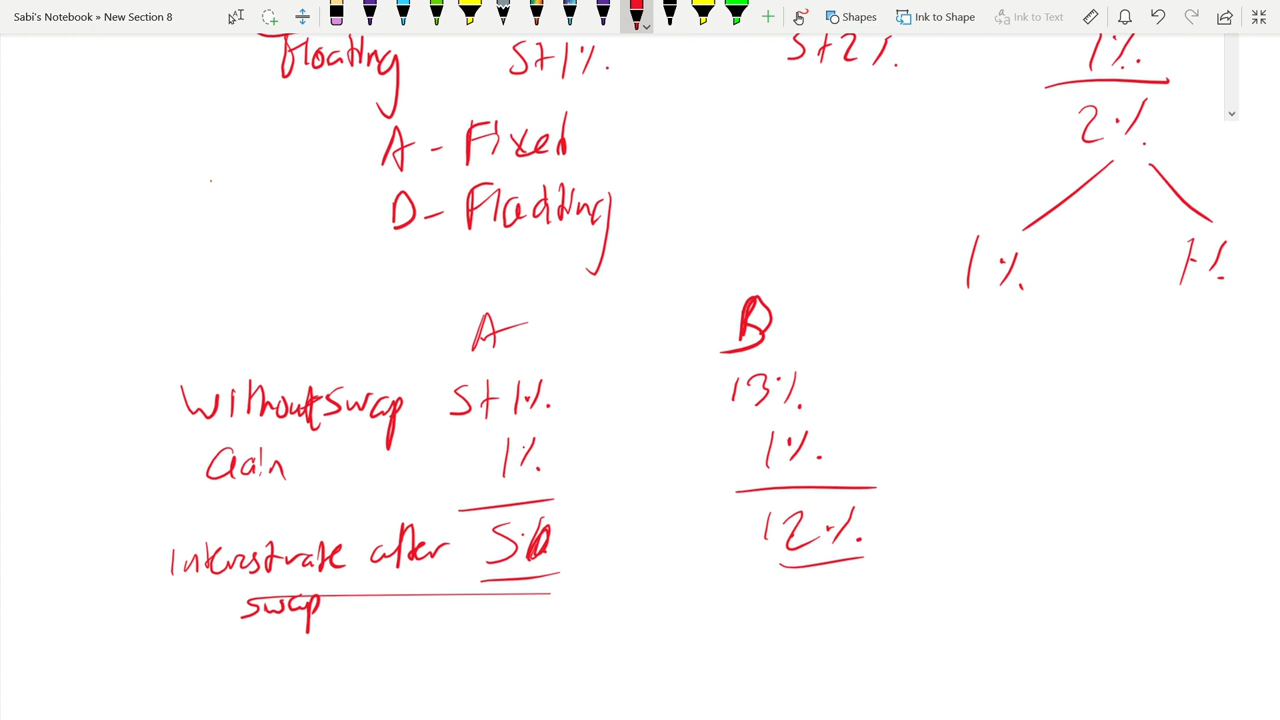 Sabi's Notebook » New Section 8
Shapes
Ink to Shape
Ink to Text
Floating S+1% S+2% 1%
2%
A - Fixed
D - Floating
1% 1%
A B
Without swap S+1% 13%
Gain 1% 1%
Interest rate after S 12%
swap